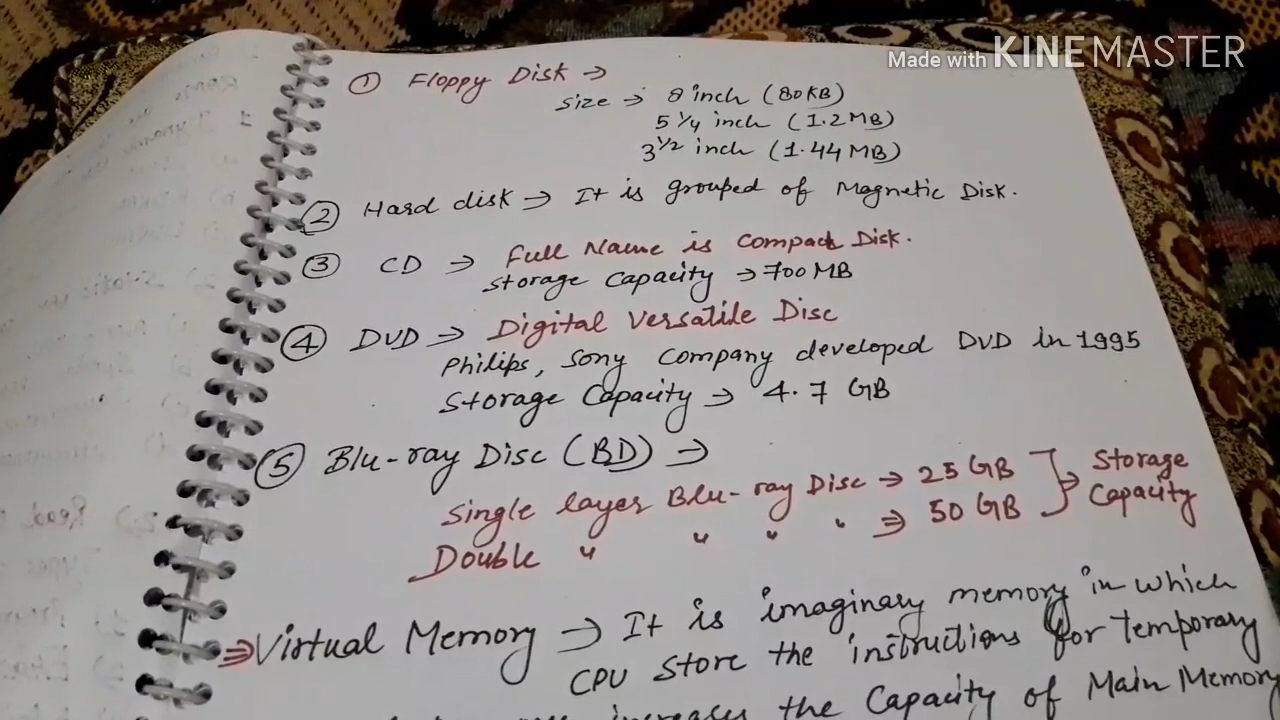 Made with KINEMASTER
① Floppy Disk →
Size → 8 inch (80KB)
5 1/4 inch (1.2MB)
3 1/2 inch (1.44MB)
② Hard disk → It is grouped of Magnetic Disk.
③ CD → Full Name is Compact Disk.
Storage Capacity → 700 MB
④ DVD → Digital Versatile Disc
Philips, Sony Company developed DVD in 1995
Storage Capacity → 4.7 GB
⑤ Blu-ray Disc (BD) →
Single layer Blu-ray Disc → 25 GB ] → Storage
Double " " " " ⇒ 50 GB Capacity
⇒ Virtual Memory → It is imaginary memory in which
CPU store the instructions for temporary
increases the Capacity of Main Memory